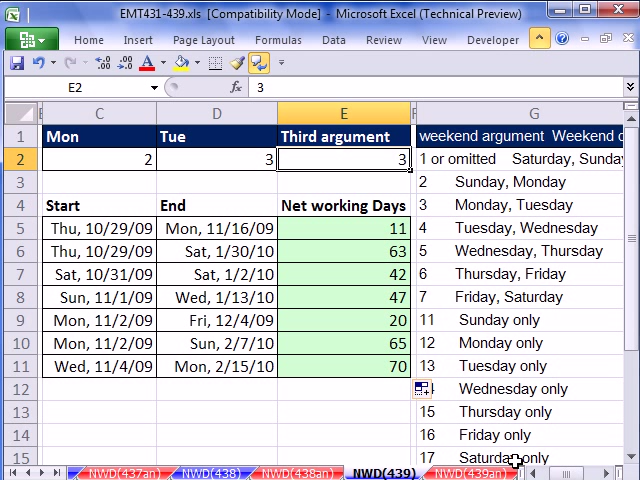 EMT431-439.xls [Compatibility Mode] - Microsoft Excel (Technical Preview)
Home Insert Page Layout Formulas Data Review View Developer
E2 fx 3
C D E G
1 Mon Tue Third argument weekend argument Weekend
2 2 3 3 1 or omitted Saturday, Sunday
3 2 Sunday, Monday
4 Start End Net working Days 3 Monday, Tuesday
5 Thu, 10/29/09 Mon, 11/16/09 11 4 Tuesday, Wednesday
6 Thu, 10/29/09 Sat, 1/30/10 63 5 Wednesday, Thursday
7 Sat, 10/31/09 Sat, 1/2/10 42 6 Thursday, Friday
8 Sun, 11/1/09 Wed, 1/13/10 47 7 Friday, Saturday
9 Mon, 11/2/09 Fri, 12/4/09 20 11 Sunday only
10 Mon, 11/2/09 Sun, 2/7/10 65 12 Monday only
11 Wed, 11/4/09 Mon, 2/15/10 70 13 Tuesday only
12 Wednesday only
13 15 Thursday only
14 16 Friday only
15 17 Saturday only
NWD(437an) NWD(438) NWD(438an) NWD(439) NWD(439an)